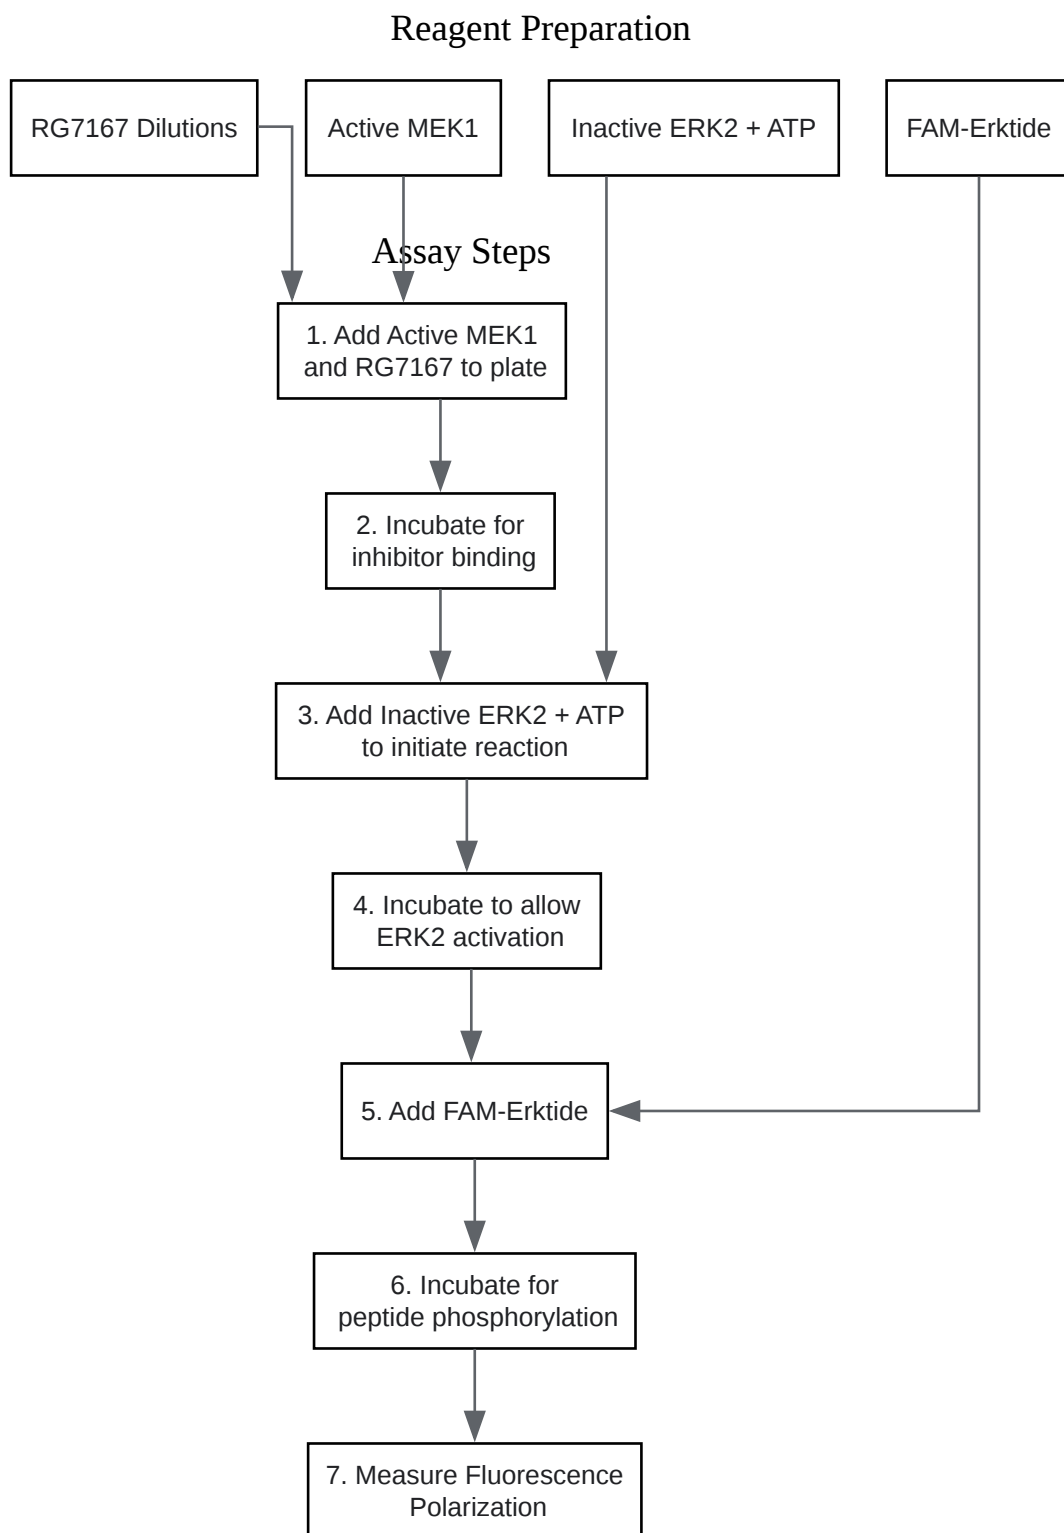 Reagent Preparation
RG7167 Dilutions
Active MEK1
Inactive ERK2 + ATP
FAM-Erktide
Assay Steps
1. Add Active MEK1
and RG7167 to plate
2. Incubate for
inhibitor binding
3. Add Inactive ERK2 + ATP
to initiate reaction
4. Incubate to allow
ERK2 activation
5. Add FAM-Erktide
6. Incubate for
peptide phosphorylation
7. Measure Fluorescence
Polarization